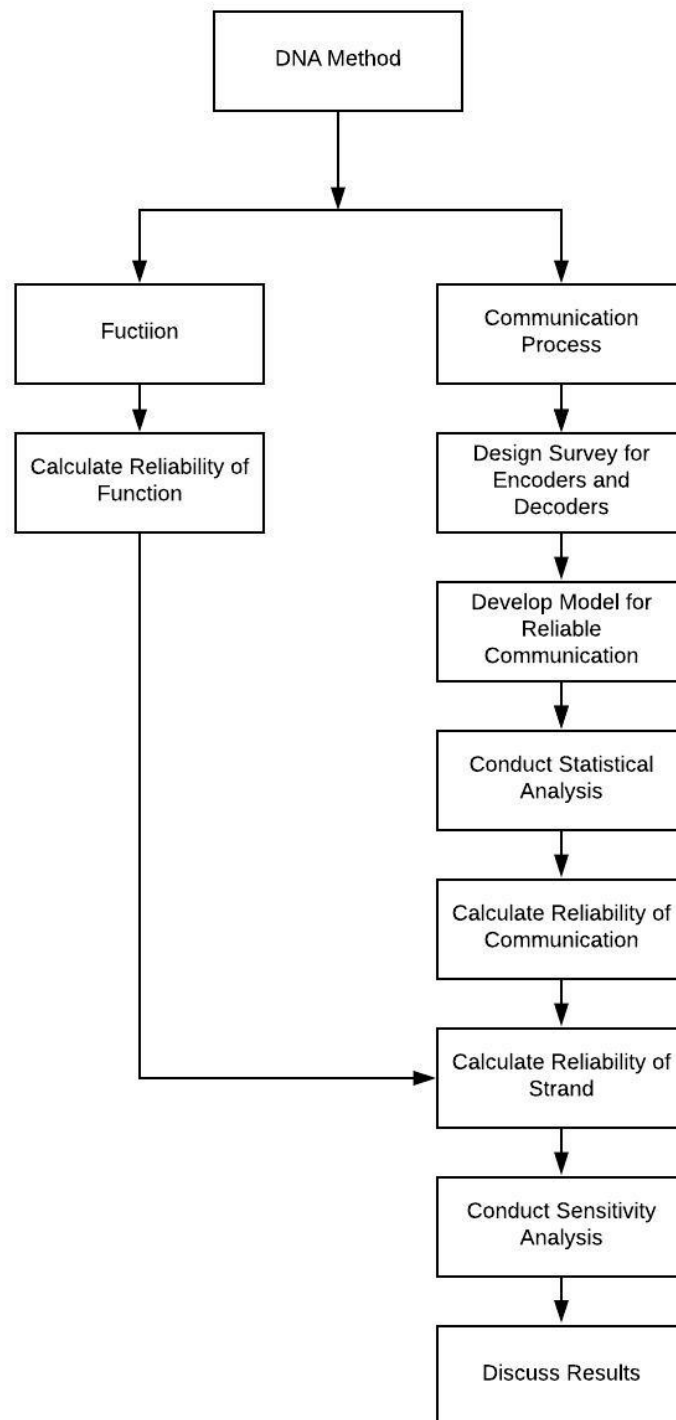 DNA Method
Fuctiion
Communication
Process
Calculate Reliability of
Function
Design Survey for
Encoders and
Decoders
Develop Model for
Reliable
Communication
Conduct Statistical
Analysis
Calculate Reliability of
Communication
Calculate Reliability of
Strand
Conduct Sensitivity
Analysis
Discuss Results